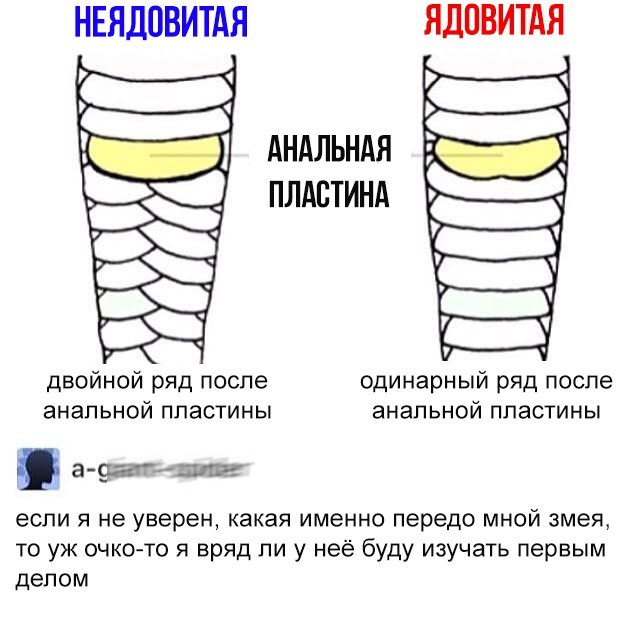 НЕЯДОВИТАЯ
ЯДОВИТАЯ
АНАЛЬНАЯ
ПЛАСТИНА
двойной ряд после
анальной пластины
одинарный ряд после
анальной пластины
если я не уверен, какая именно передо мной змея,
то уж очко-то я вряд ли у неё буду изучать первым
делом